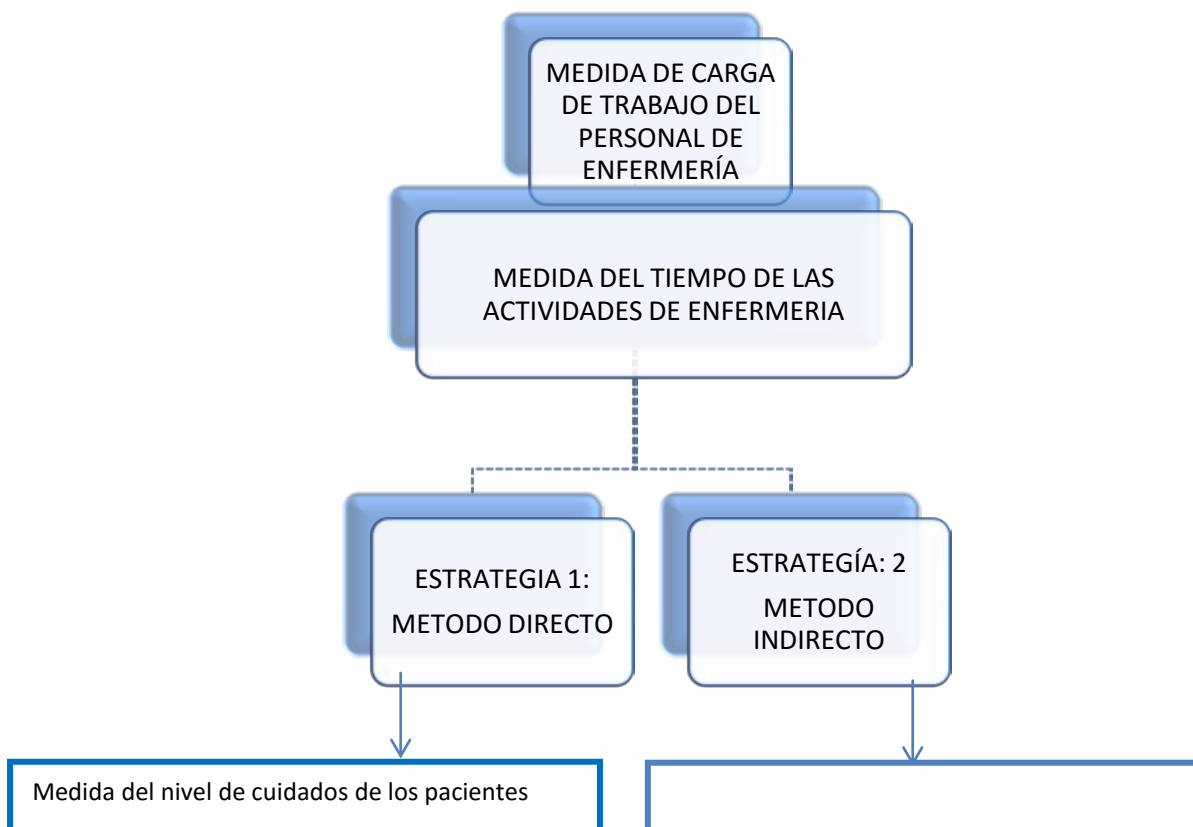 MEDIDA DE CARGA
DE TRABAJO DEL
PERSONAL DE
ENFERMERÍA
MEDIDA DEL TIEMPO DE LAS
ACTIVIDADES DE ENFERMERIA
ESTRATEGIA 1:
METODO DIRECTO
ESTRATEGÍA: 2
METODO
INDIRECTO
Medida del nivel de cuidados de los pacientes